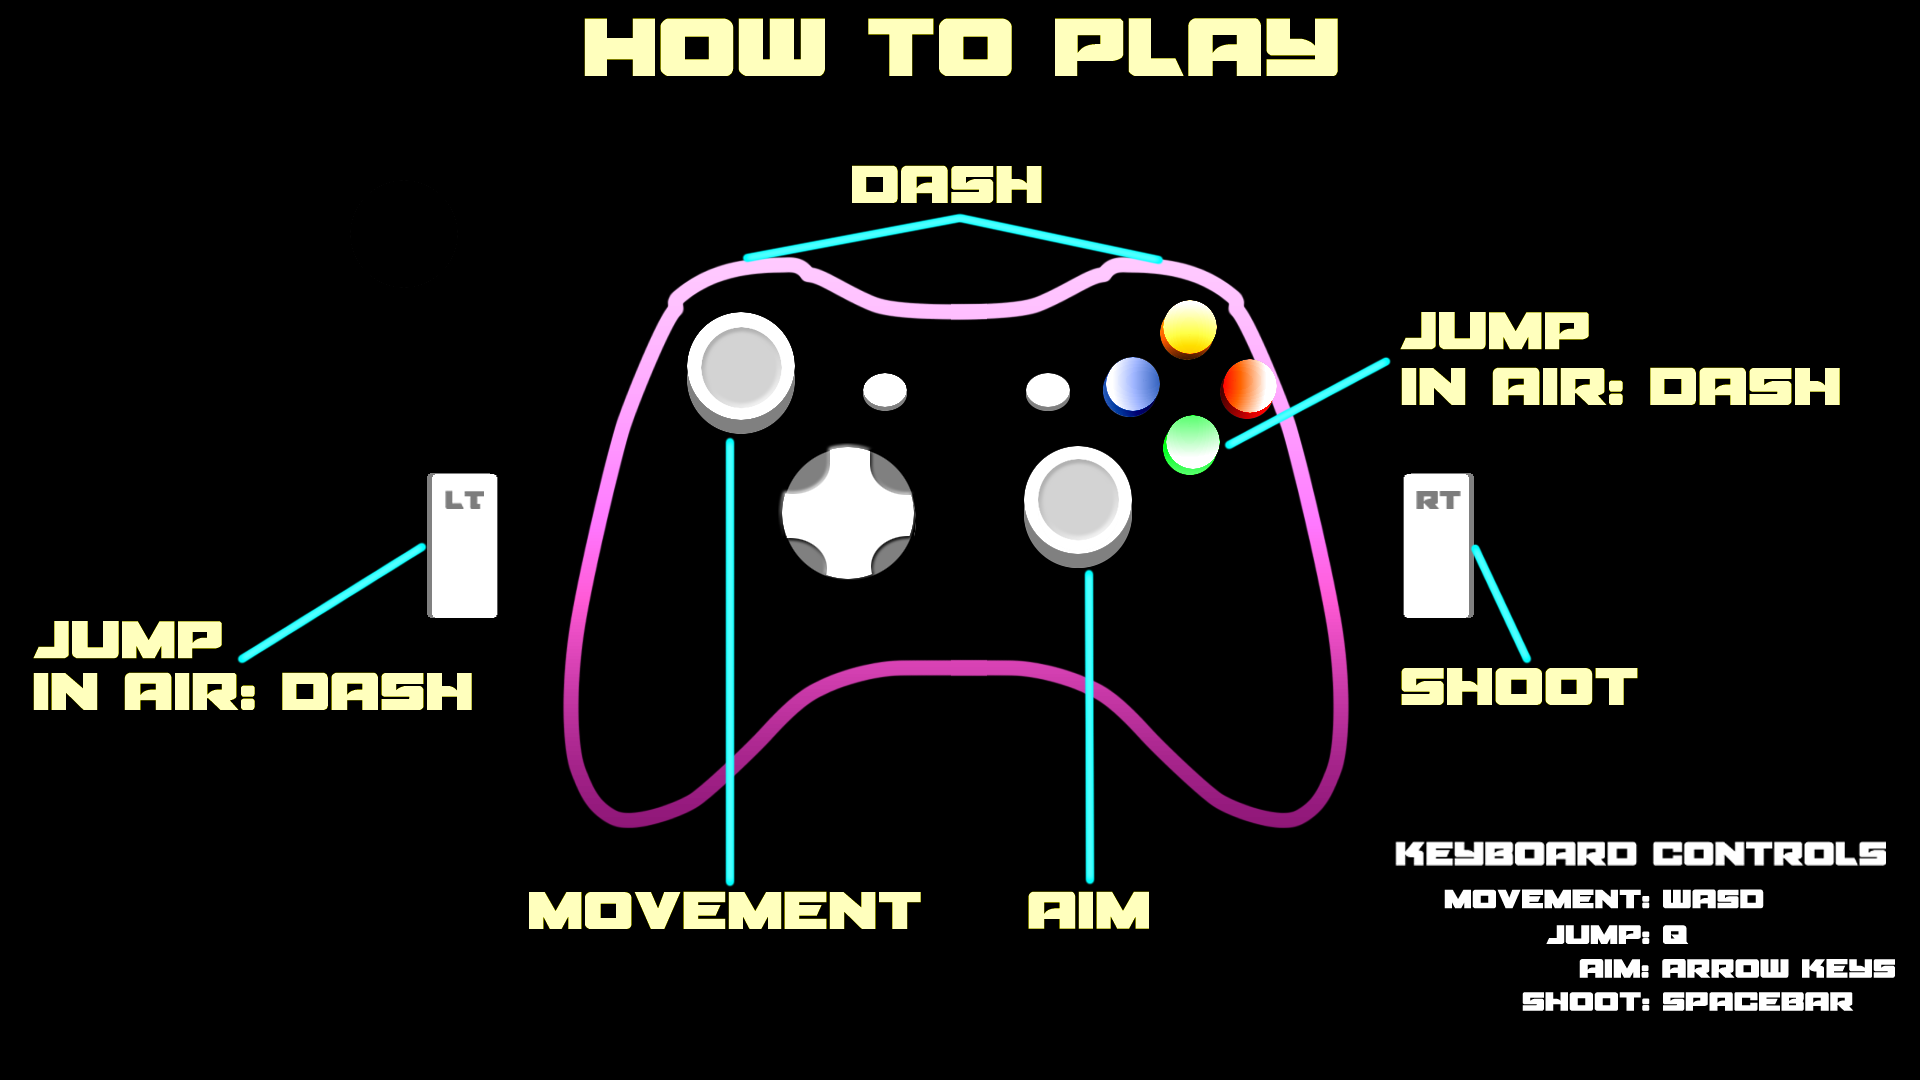 HOW TO PLAY
DASH
JUMP
IN AIR: DASH
LT
RT
JUMP
IN AIR: DASH
SHOOT
MOVEMENT
AIM
KEYBOARD CONTROLS
MOVEMENT: WASD
JUMP: Q
AIM: ARROW KEYS
SHOOT: SPACEBAR